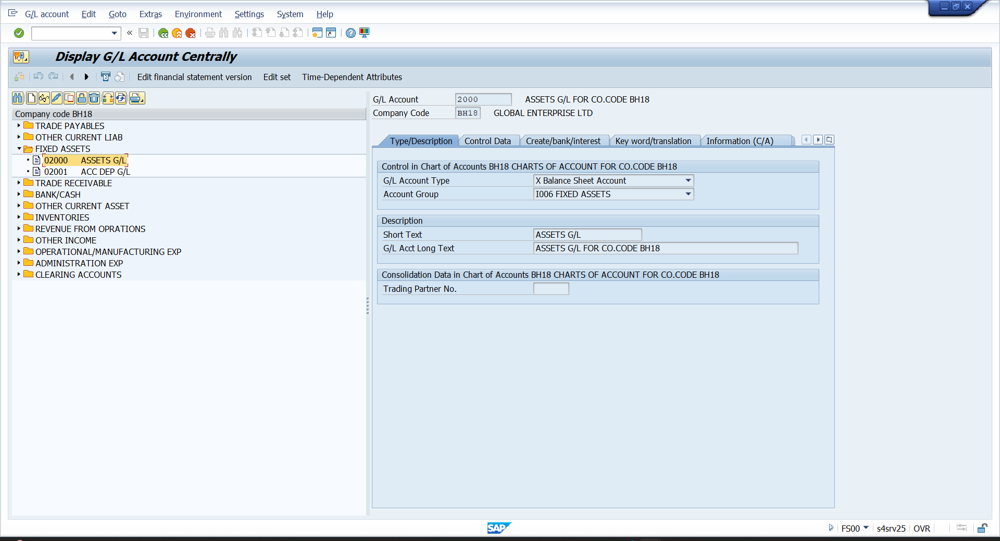 G/L account Edit Goto Extras Environment Settings System Help
Display G/L Account Centrally
Edit financial statement version Edit set Time-Dependent Attributes
Company code BH18
TRADE PAYABLES
OTHER CURRENT LIAB
FIXED ASSETS
02000 ASSETS G/L
02001 ACC DEP G/L
TRADE RECEIVABLE
BANK/CASH
OTHER CURRENT ASSET
INVENTORIES
REVENUE FROM OPRATIONS
OTHER INCOME
OPERATIONAL/MANUFACTURING EXP
ADMINISTRATION EXP
CLEARING ACCOUNTS
G/L Account 2000 ASSETS G/L FOR CO.CODE BH18
Company Code BH18 GLOBAL ENTERPRISE LTD
Type/Description Control Data Create/bank/interest Key word/translation Information (C/A)
Control in Chart of Accounts BH18 CHARTS OF ACCOUNT FOR CO.CODE BH18
G/L Account Type X Balance Sheet Account
Account Group I006 FIXED ASSETS
Description
Short Text ASSETS G/L
G/L Acct Long Text ASSETS G/L FOR CO.CODE BH18
Consolidation Data in Chart of Accounts BH18 CHARTS OF ACCOUNT FOR CO.CODE BH18
Trading Partner No.
SAP
FS00 s4srv25 OVR